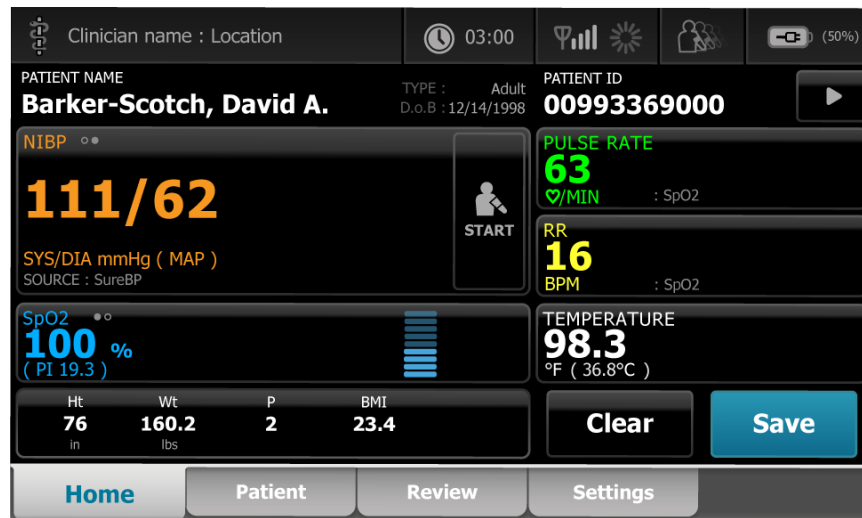 Clinician name : Location
03:00
(50%)
PATIENT NAME
Barker-Scotch, David A.
TYPE : Adult
D.o.B : 12/14/1998
PATIENT ID
00993369000
NIBP
111/62
SYS/DIA mmHg ( MAP )
SOURCE : SureBP
START
PULSE RATE
63
/MIN : SpO2
RR
16
BPM : SpO2
SpO2
100 %
( PI 19.3 )
TEMPERATURE
98.3
°F ( 36.8°C )
Ht Wt P BMI
76 160.2 2 23.4
in lbs
Clear
Save
Home Patient Review Settings